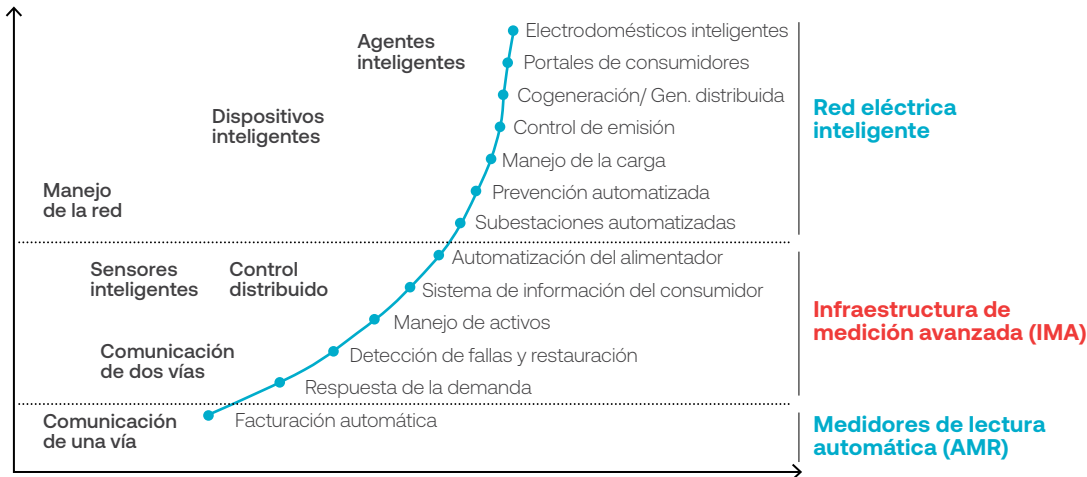 Agentes
inteligentes
Electrodomésticos inteligentes
Portales de consumidores
Cogeneración/ Gen. distribuida
Dispositivos
inteligentes
Control de emisión
Red eléctrica
inteligente
Manejo de la carga
Manejo
de la red
Prevención automatizada
Subestaciones automatizadas
Sensores
inteligentes
Control
distribuido
Automatización del alimentador
Sistema de información del consumidor
Manejo de activos
Infraestructura de
medición avanzada (IMA)
Comunicación
de dos vías
Detección de fallas y restauración
Respuesta de la demanda
Comunicación
de una vía
Facturación automática
Medidores de lectura
automática (AMR)